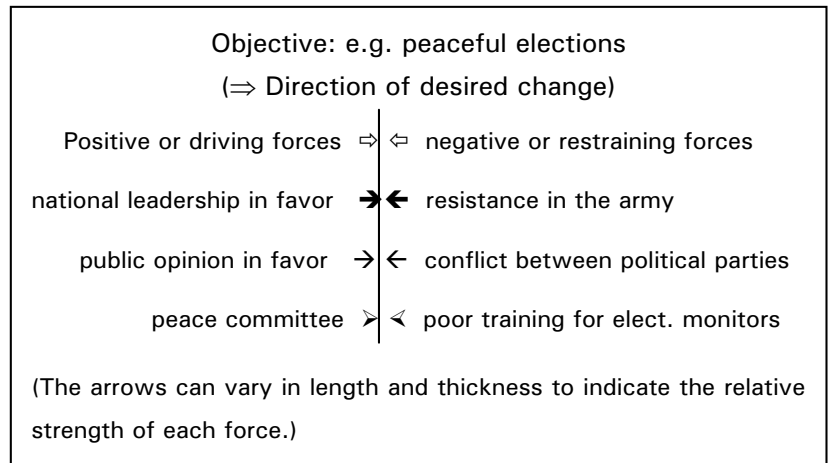 Objective: e.g. peaceful elections
(⇒ Direction of desired change)
Positive or driving forces ⇨ ⇦ negative or restraining forces
national leadership in favor ➔ ← resistance in the army
public opinion in favor → ← conflict between political parties
peace committee ➢ ⮘ poor training for elect. monitors
(The arrows can vary in length and thickness to indicate the relative
strength of each force.)